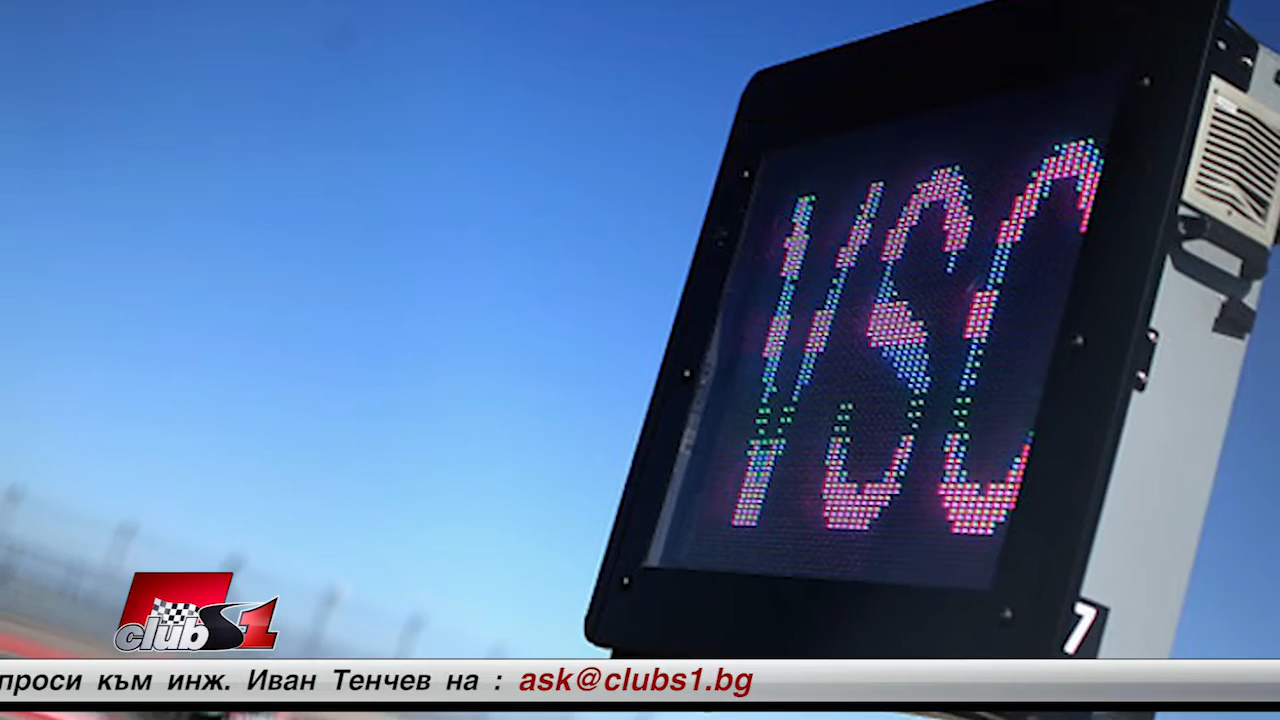 VSC
7
club S1
проси към инж. Иван Тенчев на : ask@clubs1.bg